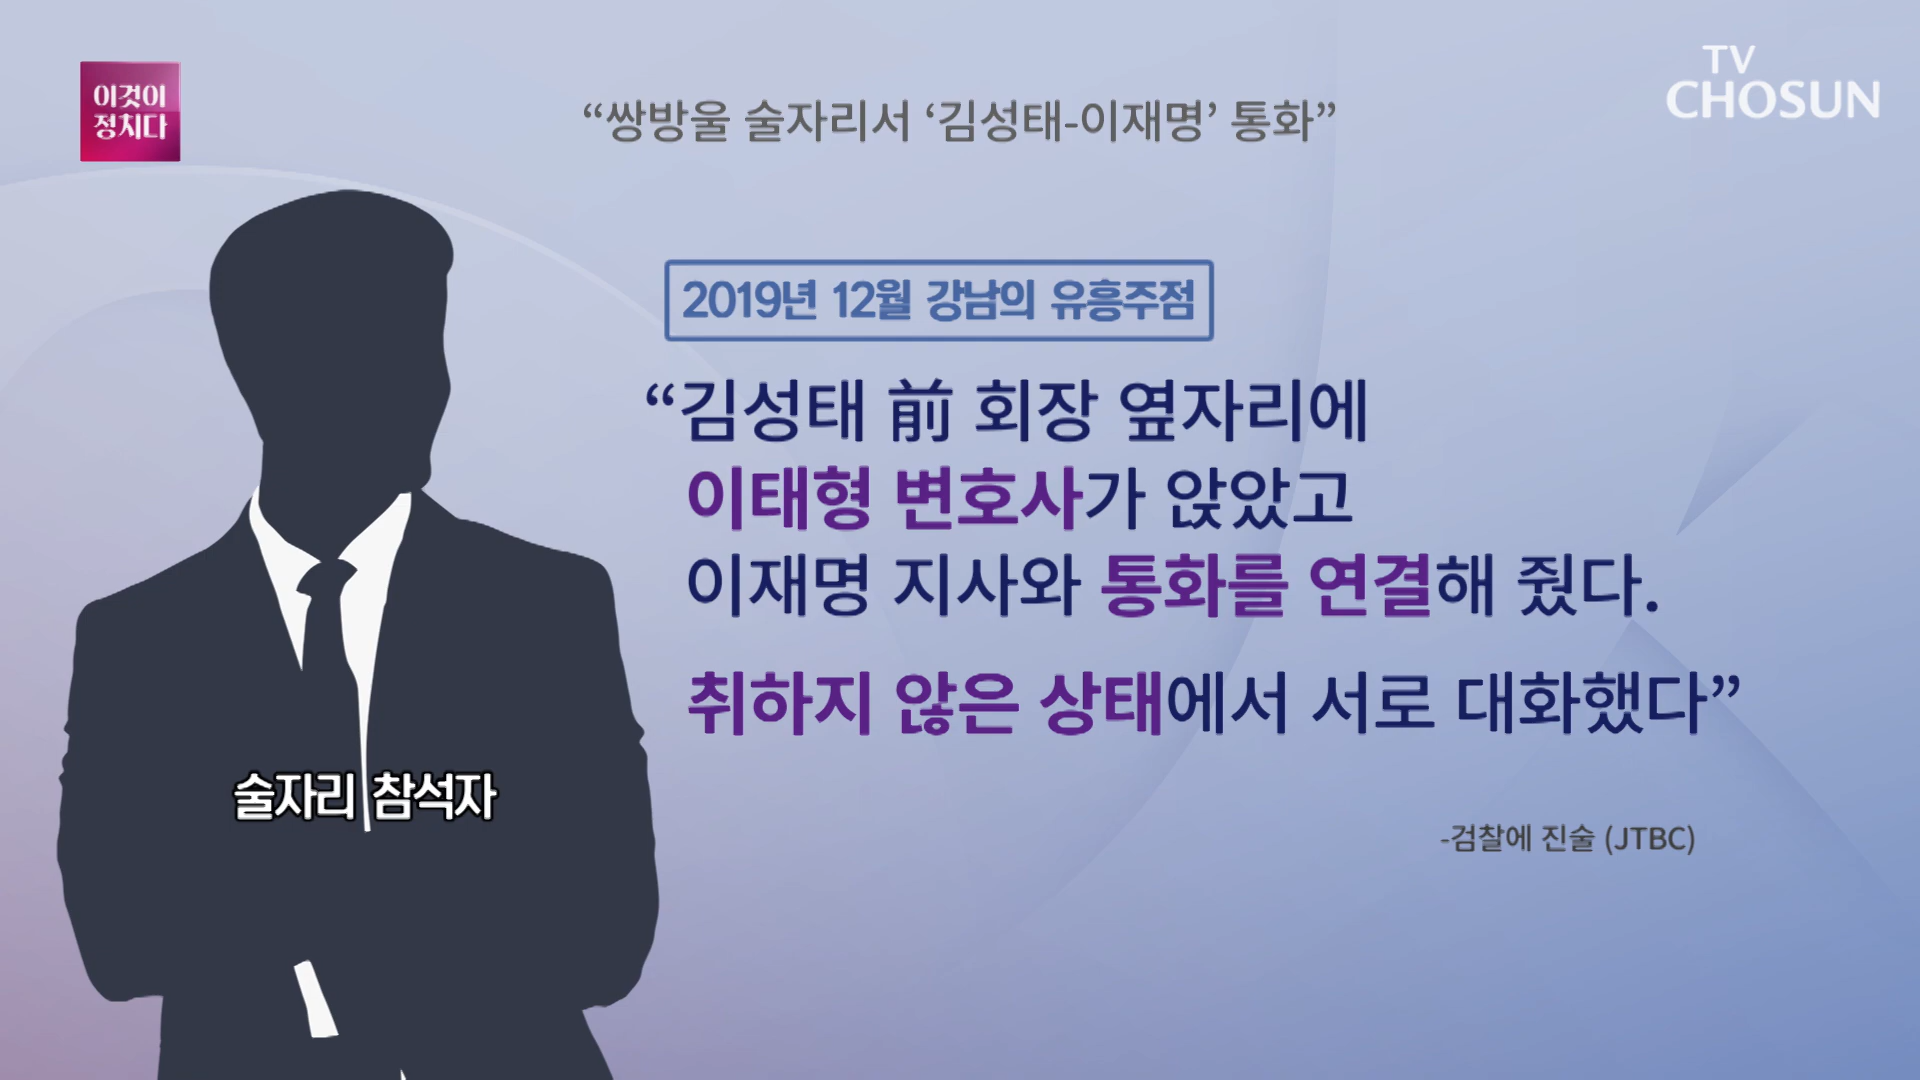 이것이
정치다
TV
CHOSUN
“쌍방울 술자리서 ‘김성태-이재명’ 통화”
2019년 12월 강남의 유흥주점
“김성태 前 회장 옆자리에
이태형 변호사가 앉았고
이재명 지사와 통화를 연결해 줬다.
취하지 않은 상태에서 서로 대화했다”
술자리 참석자
-검찰에 진술 (JTBC)